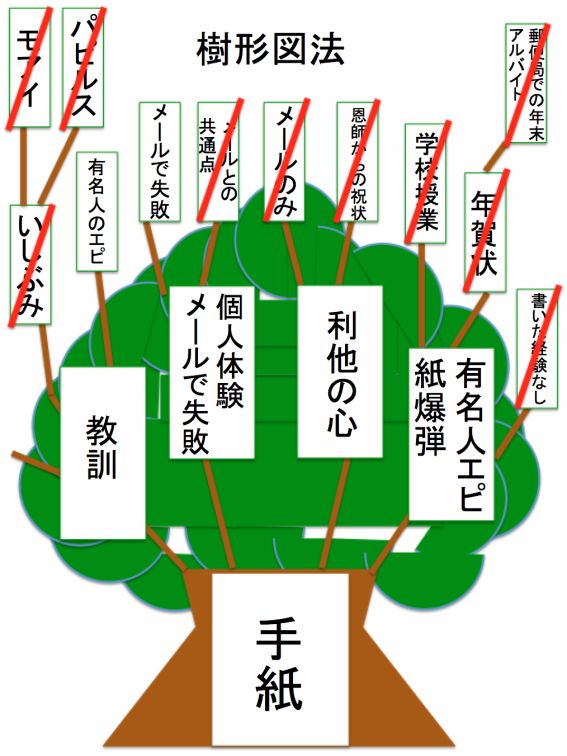 樹形図法
モアイ
パピルス
いしぶみ
有名人のエピ
メールで失敗
メールとの
共通点
メールのみ
恩師からの祝状
学校授業
郵便局での年末
アルバイト
年賀状
書いた経験なし
教訓
個人体験
メールで失敗
利他の心
有名人エピ
紙爆弾
手紙